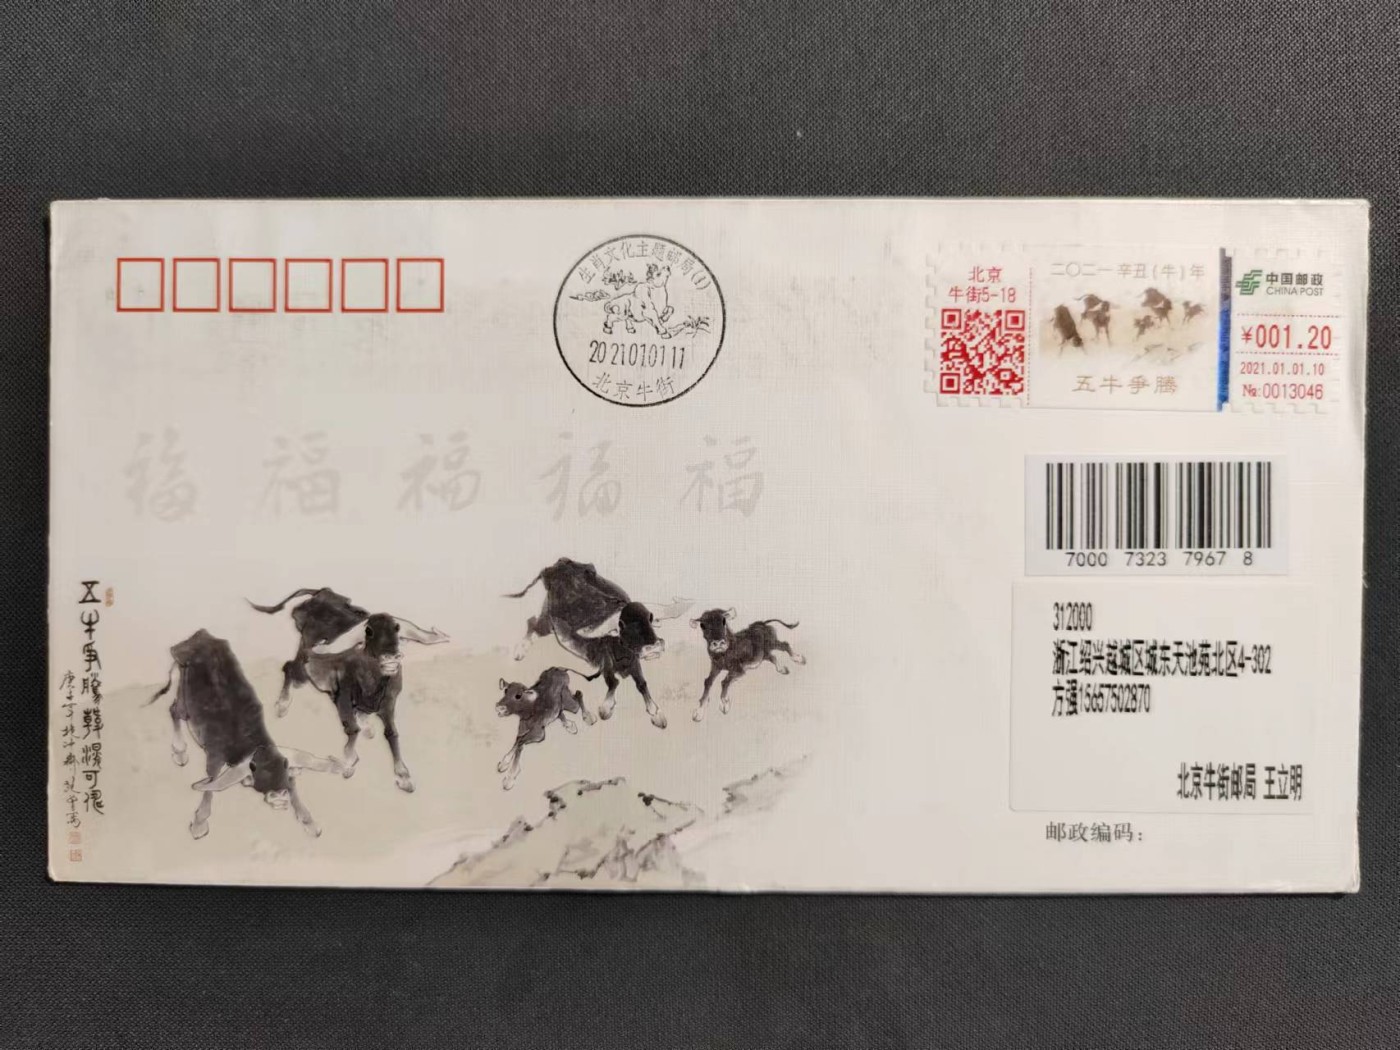 生肖文化主题邮局(1)
2021.01.01.11
北京牛街
北京
牛街5-18
二〇二一 辛丑(牛)年
五牛争腾
中国邮政
CHINA POST
¥001.20
2021.01.01.10
№:0013046
福 福 福 福 福
7000 7323 7967 8
312000
浙江绍兴越城区城东天池苑北区4-302
方强15657502870
北京牛街邮局 王立明
邮政编码：